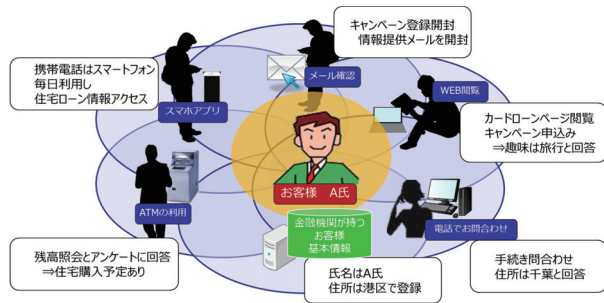 キャンペーン登録開封
情報提供メールを開封
携帯電話はスマートフォン
毎日利用し
住宅ローン情報アクセス
メール確認
スマホアプリ
WEB閲覧
カードローンページ閲覧
キャンペーン申込み
⇒趣味は旅行と回答
お客様 A氏
ATMの利用
金融機関が持つ
お客様
基本情報
電話でお問合わせ
残高照会とアンケートに回答
⇒住宅購入予定あり
氏名はA氏
住所は港区で登録
手続き問合わせ
住所は千葉と回答